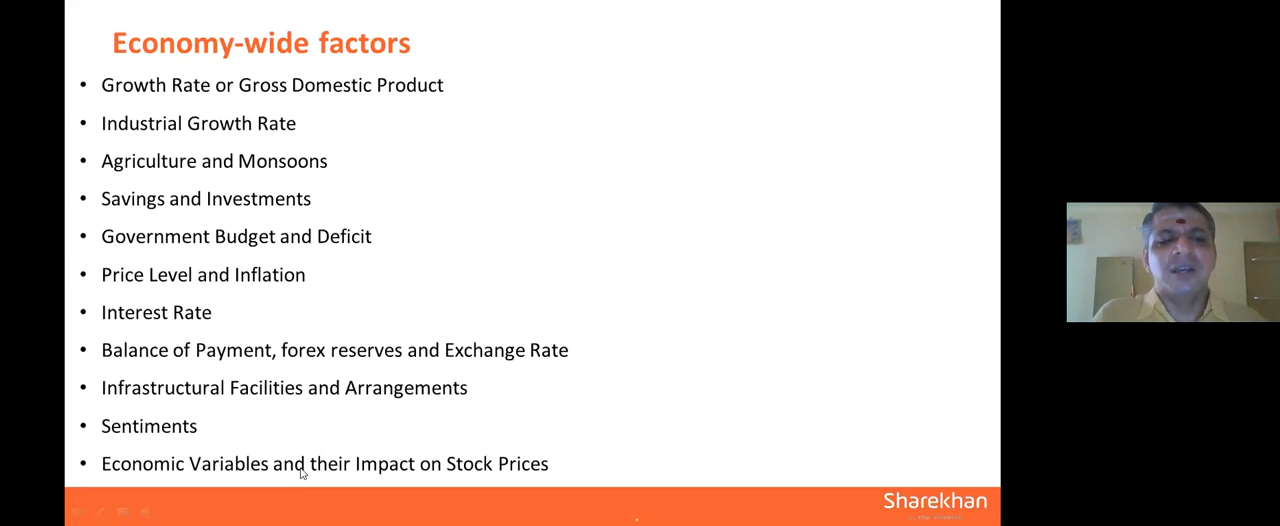 Economy-wide factors
• Growth Rate or Gross Domestic Product
• Industrial Growth Rate
• Agriculture and Monsoons
• Savings and Investments
• Government Budget and Deficit
• Price Level and Inflation
• Interest Rate
• Balance of Payment, forex reserves and Exchange Rate
• Infrastructural Facilities and Arrangements
• Sentiments
• Economic Variables and their Impact on Stock Prices
Sharekhan